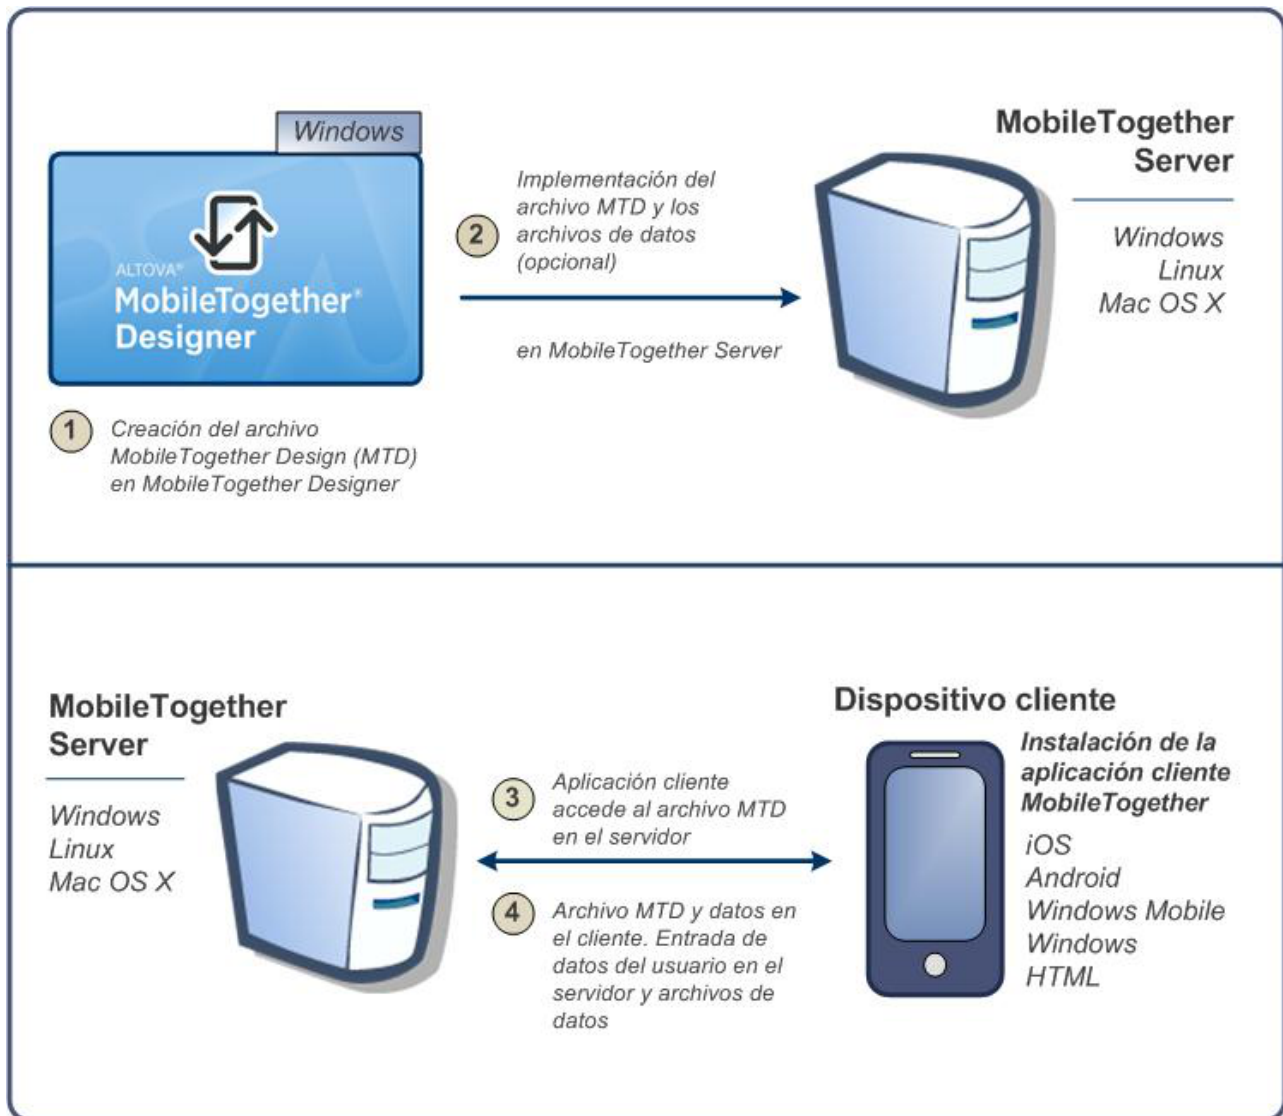 Windows
ALTOVA®
MobileTogether®
Designer
1
Creación del archivo
MobileTogether Design (MTD)
en MobileTogether Designer
2
Implementación del
archivo MTD y los
archivos de datos
(opcional)
en MobileTogether Server
MobileTogether
Server
Windows
Linux
Mac OS X
MobileTogether
Server
Windows
Linux
Mac OS X
3
Aplicación cliente
accede al archivo MTD
en el servidor
4
Archivo MTD y datos en
el cliente. Entrada de
datos del usuario en el
servidor y archivos de
datos
Dispositivo cliente
Instalación de la
aplicación cliente
MobileTogether
iOS
Android
Windows Mobile
Windows
HTML